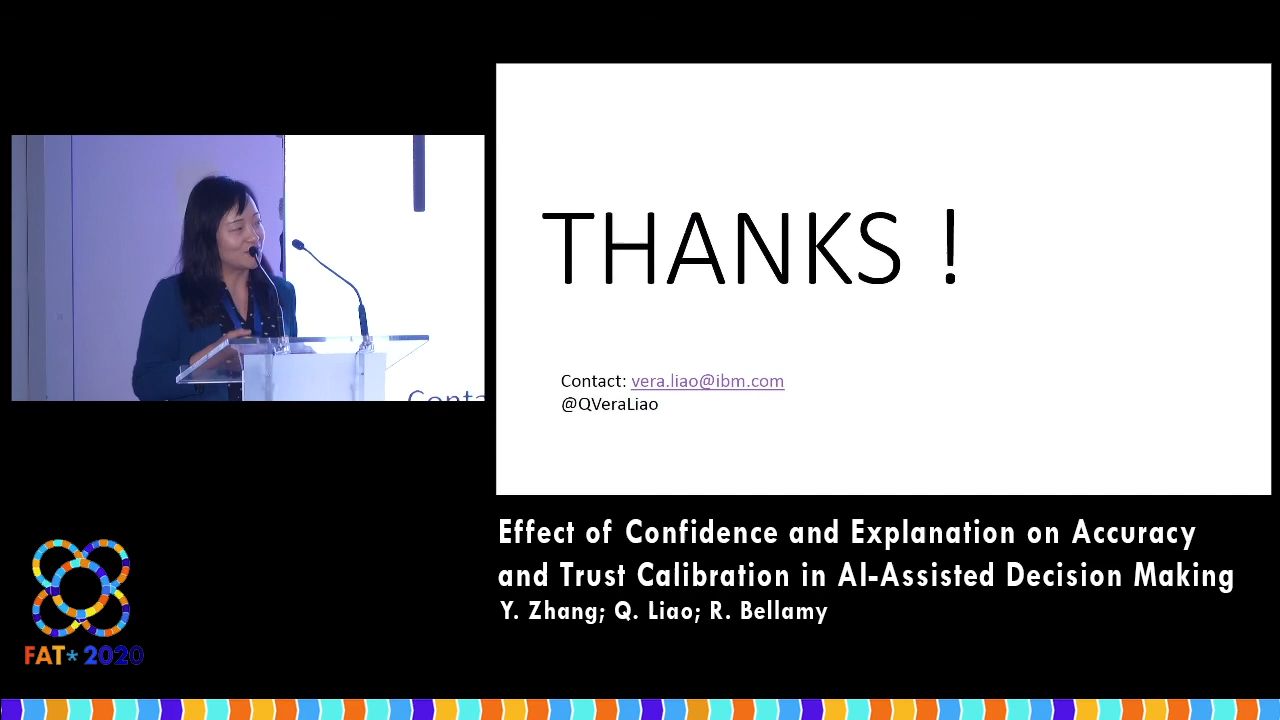 THANKS !
Contact: vera.liao@ibm.com
@QVeraLiao
Conta
Effect of Confidence and Explanation on Accuracy
and Trust Calibration in AI-Assisted Decision Making
Y. Zhang; Q. Liao; R. Bellamy
FAT* 2020